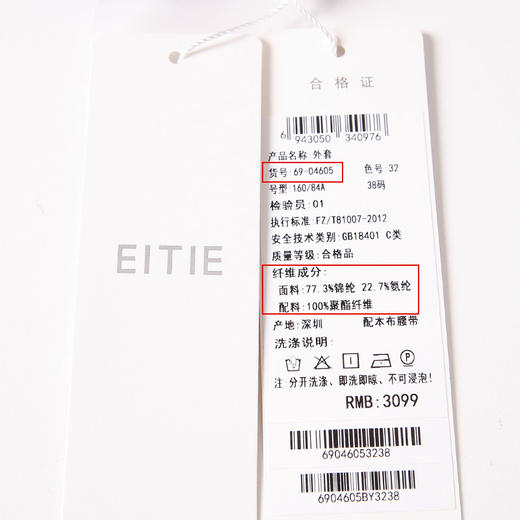 EITIE
合格证
6 943050 340976
产品名称:外套
货号:69-04605 色号:32
号型:160/84A 38码
检验员:01
执行标准:FZ/T81007-2012
安全技术类别:GB18401 C类
质量等级:合格品
纤维成分:
面料:77.3%锦纶 22.7%氨纶
配料:100%聚酯纤维
产地:深圳 配本布腰带
洗涤说明:
注:分开洗涤、即洗即晾、不可浸泡!
RMB:3099
69046053238
6904605BY3238